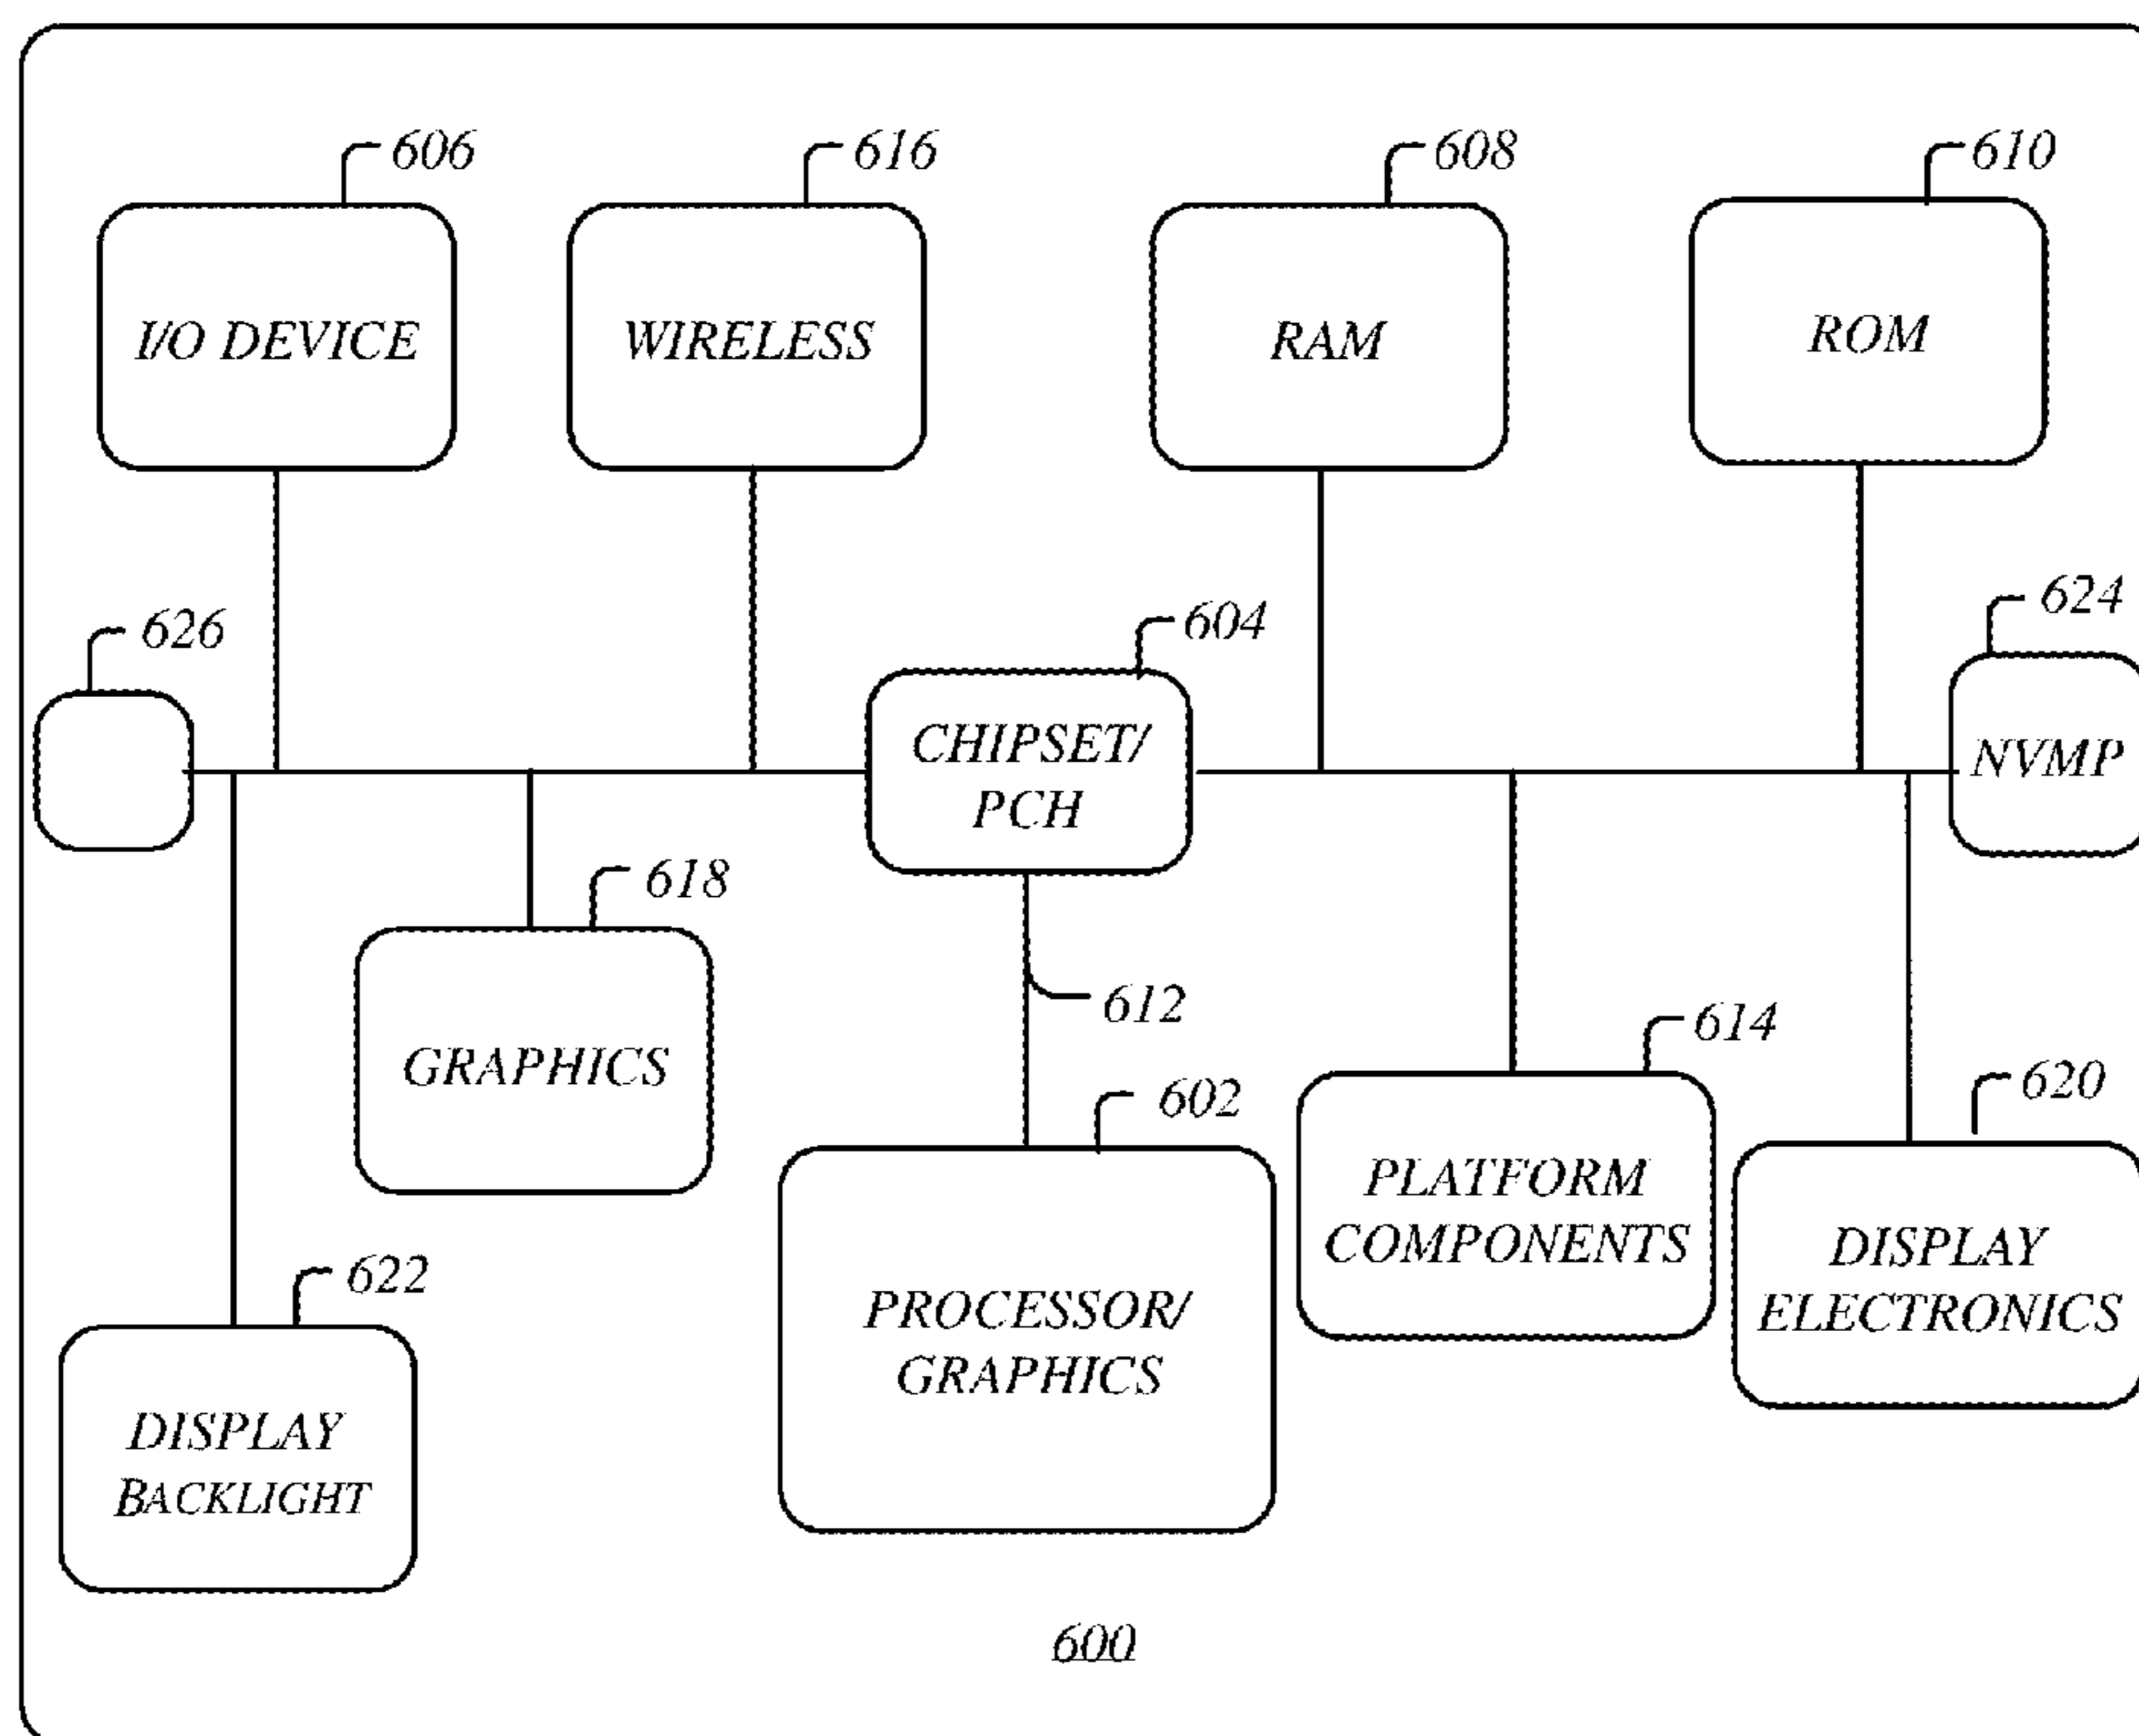 606
616
608
610
I/O DEVICE
WIRELESS
RAM
ROM
626
604
624
CHIPSET/
PCH
NVMP
618
612
614
GRAPHICS
602
620
PLATFORM
COMPONENTS
DISPLAY
ELECTRONICS
622
PROCESSOR/
GRAPHICS
DISPLAY
BACKLIGHT
600